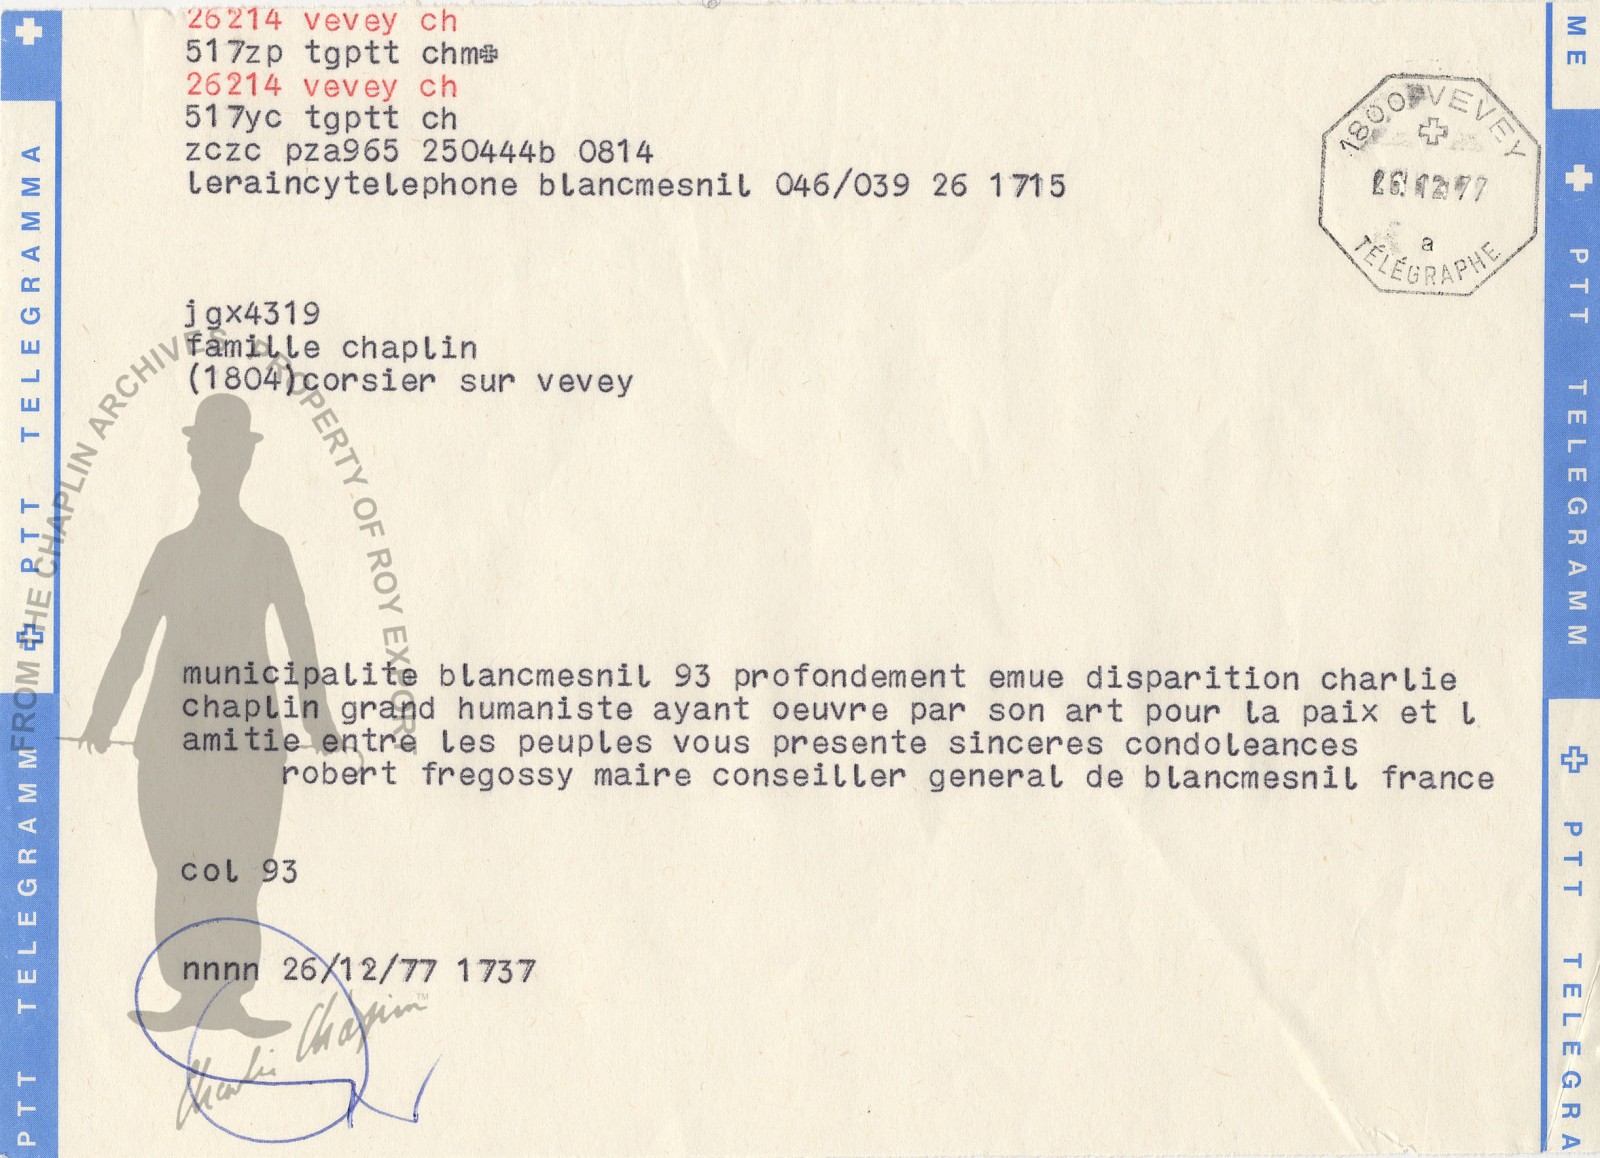 26214 vevey ch
517zp tgptt chm✚
26214 vevey ch
517yc tgptt ch
zczc pza965 250444b 0814
leraincytelephone blancmesnil 046/039 26 1715
1800 VEVEY
26.12.77
a
TÉLÉGRAPHE
jgx4319
famille chaplin
(1804)corsier sur vevey
municipalite blancmesnil 93 profondement emue disparition charlie
chaplin grand humaniste ayant oeuvre par son art pour la paix et l
amitie entre les peuples vous presente sinceres condoleances
robert fregossy maire conseiller general de blancmesnil france
col 93
nnnn 26/12/77 1737
FROM THE CHAPLIN ARCHIVES PROPERTY OF ROY EXPORT
Charlie Chaplin™
PTT TELEGRAMM
PTT TELEGRAMMA
ME
PTT TELEGRAMM
PTT TELEGRA